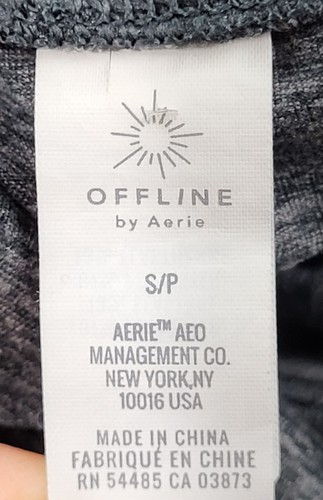 OFFLINE
by Aerie
S/P
AERIE™ AEO
MANAGEMENT CO.
NEW YORK,NY
10016 USA
MADE IN CHINA
FABRIQUÉ EN CHINE
RN 54485 CA 03873